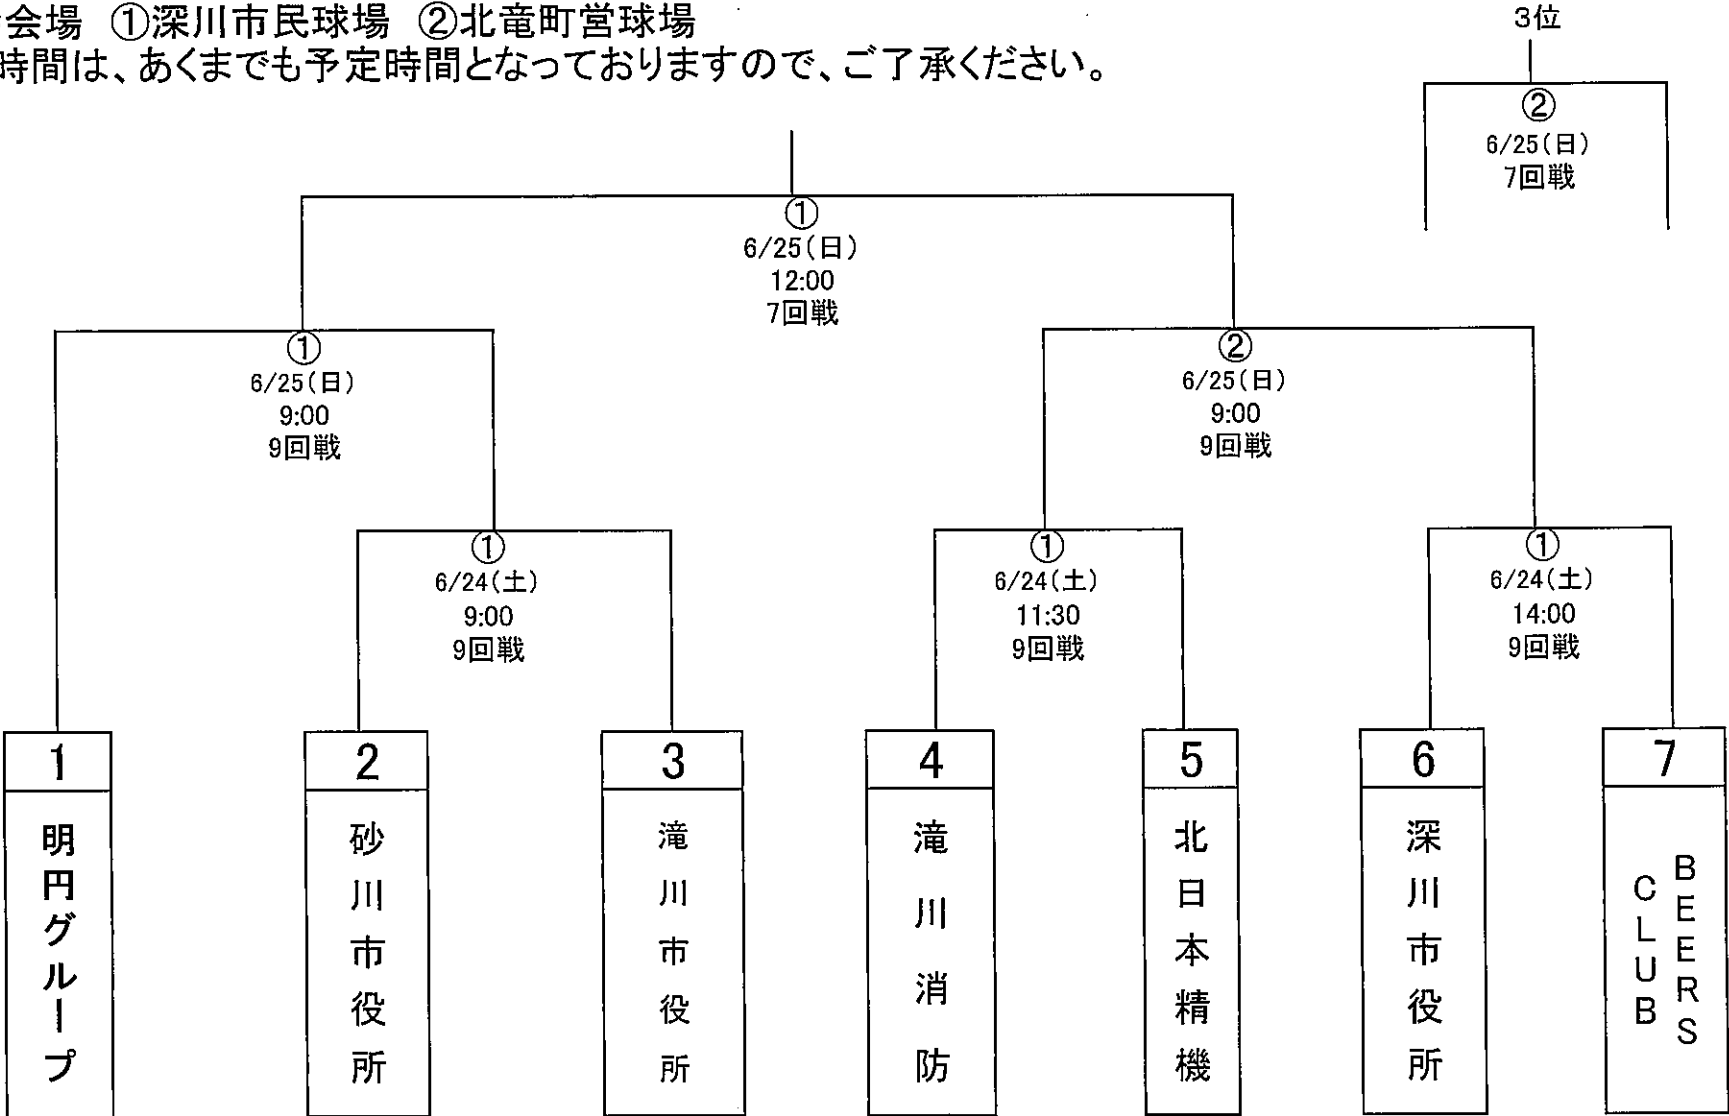 会場 ①深川市民球場 ②北竜町営球場
時間は、あくまでも予定時間となっておりますので、ご了承ください。
3位
②
6/25(日)
7回戦
①
6/25(日)
12:00
7回戦
①
6/25(日)
9:00
9回戦
②
6/25(日)
9:00
9回戦
①
6/24(土)
9:00
9回戦
①
6/24(土)
11:30
9回戦
①
6/24(土)
14:00
9回戦
1
明円グループ
2
砂川市役所
3
滝川市役所
4
滝川消防
5
北日本精機
6
深川市役所
7
BEERS
CLUB